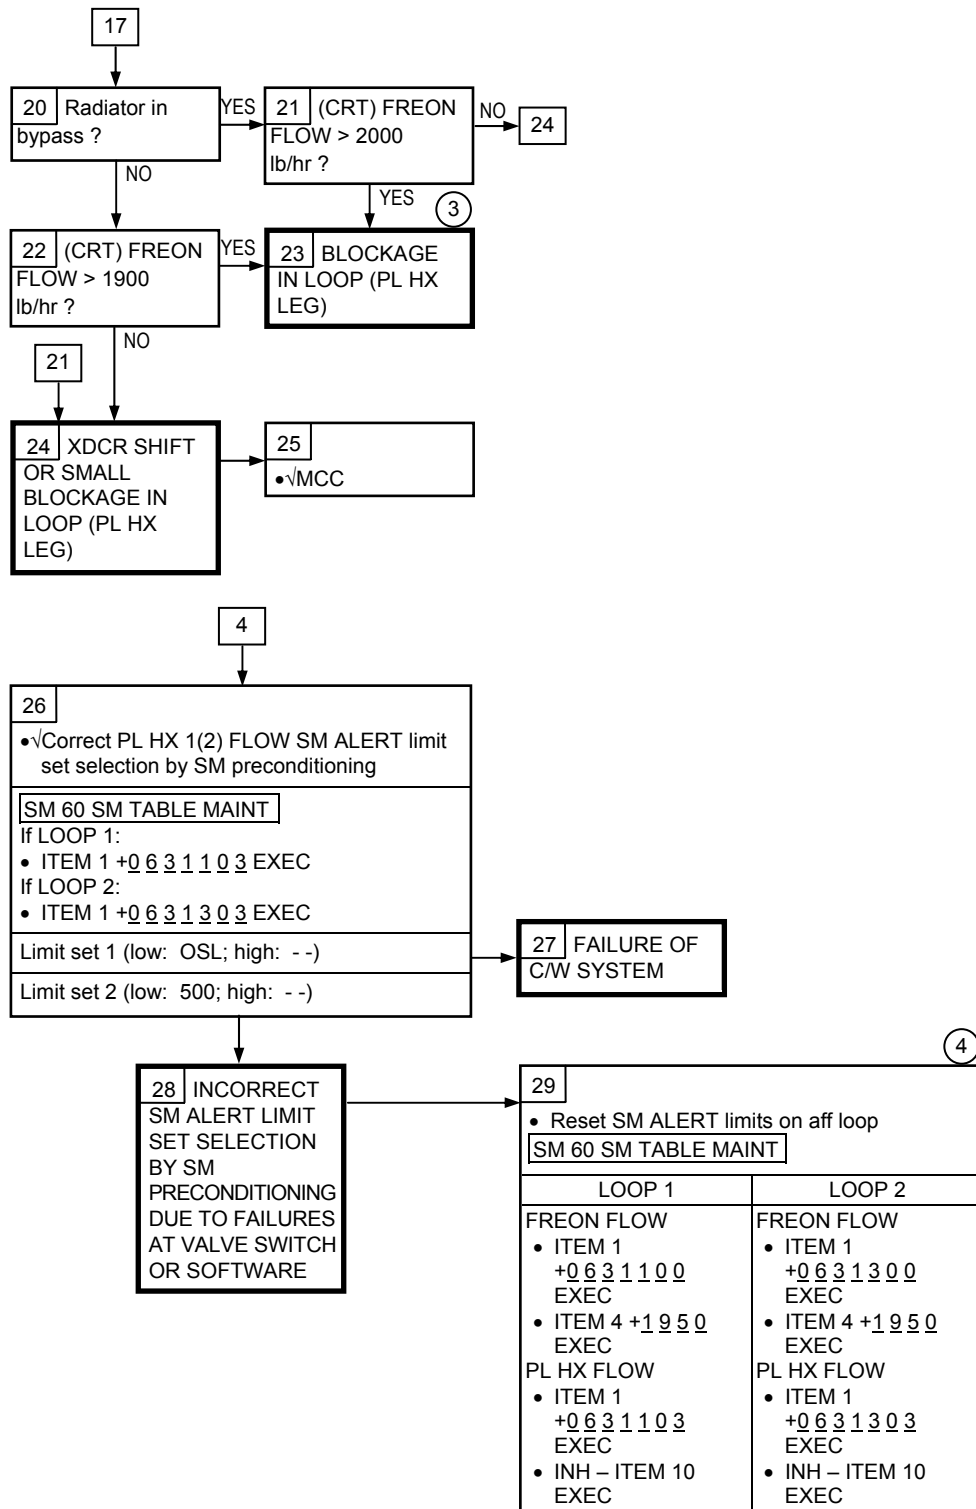 17
20 Radiator in
bypass ?
YES
21 (CRT) FREON
FLOW > 2000
lb/hr ?
NO
24
NO
YES
3
22 (CRT) FREON
FLOW > 1900
lb/hr ?
YES
23 BLOCKAGE
IN LOOP (PL HX
LEG)
NO
21
24 XDCR SHIFT
OR SMALL
BLOCKAGE IN
LOOP (PL HX
LEG)
25
•√MCC
4
26
•√Correct PL HX 1(2) FLOW SM ALERT limit
set selection by SM preconditioning
SM 60 SM TABLE MAINT
If LOOP 1:
• ITEM 1 +0 6 3 1 1 0 3 EXEC
If LOOP 2:
• ITEM 1 +0 6 3 1 3 0 3 EXEC
Limit set 1 (low: OSL; high: - -)
Limit set 2 (low: 500; high: - -)
27 FAILURE OF
C/W SYSTEM
28 INCORRECT
SM ALERT LIMIT
SET SELECTION
BY SM
PRECONDITIONING
DUE TO FAILURES
AT VALVE SWITCH
OR SOFTWARE
4
29
• Reset SM ALERT limits on aff loop
SM 60 SM TABLE MAINT
LOOP 1
FREON FLOW
• ITEM 1
+0 6 3 1 1 0 0
EXEC
• ITEM 4 +1 9 5 0
EXEC
PL HX FLOW
• ITEM 1
+0 6 3 1 1 0 3
EXEC
• INH – ITEM 10
EXEC
LOOP 2
FREON FLOW
• ITEM 1
+0 6 3 1 3 0 0
EXEC
• ITEM 4 +1 9 5 0
EXEC
PL HX FLOW
• ITEM 1
+0 6 3 1 3 0 3
EXEC
• INH – ITEM 10
EXEC